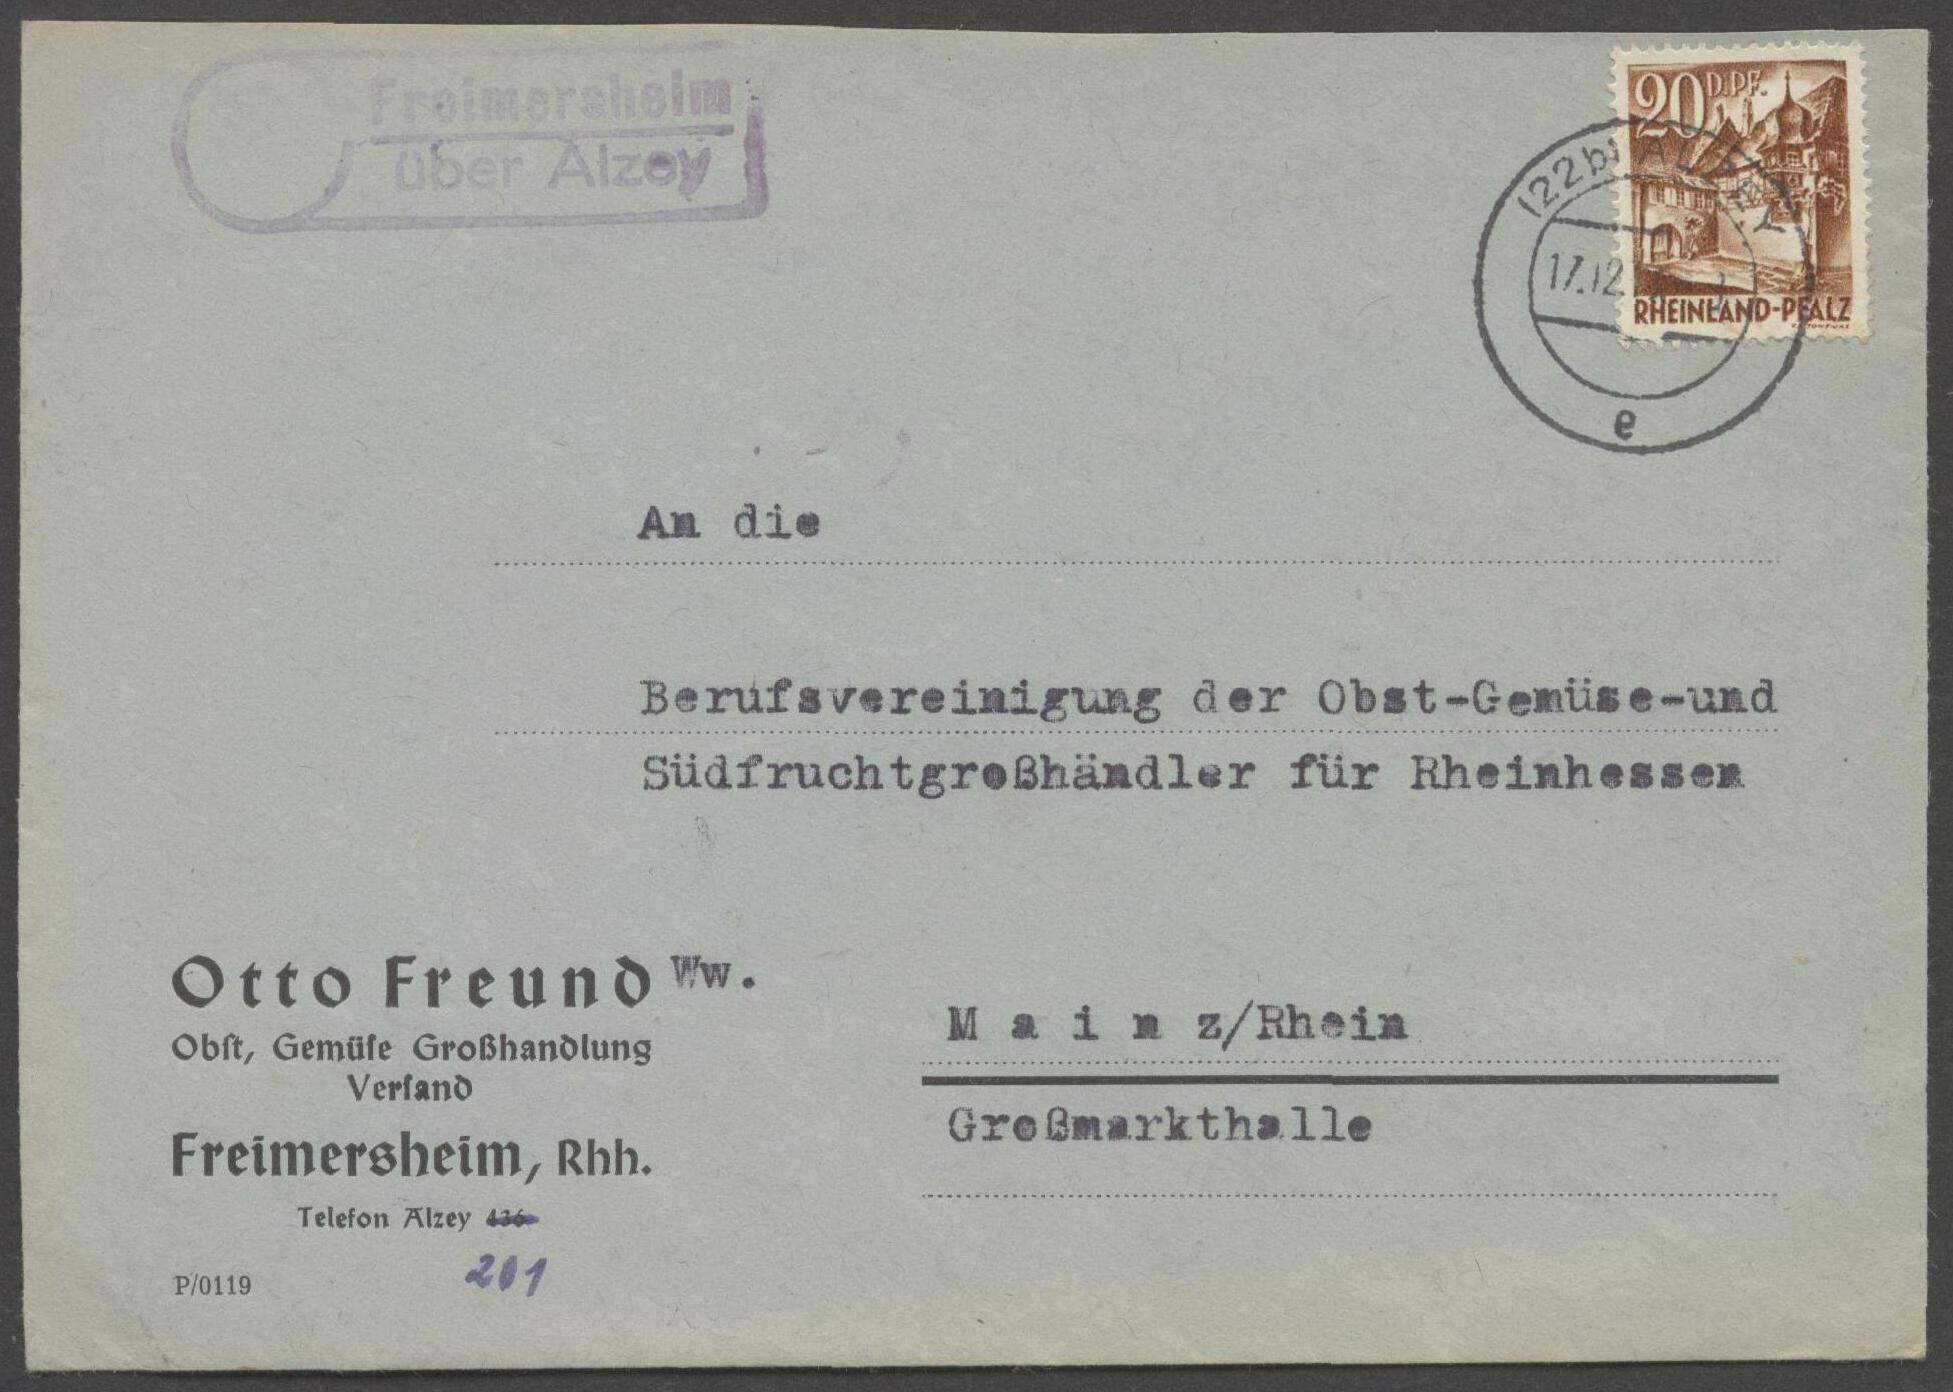 Freimersheim
über Alzey
20 D.PF.
RHEINLAND-PFALZ
(22b) ALZEY
17.12.
e
An die
Berufsvereinigung der Obst-Gemüse-und
Südfruchtgroßhändler für Rheinhessen
Otto Freund Ww.
Obſt, Gemüſe Großhandlung
Verſand
Freimersheim, Rhh.
Telefon Alzey 436
201
P/0119
M a i n z/Rhein
Großmarkthalle